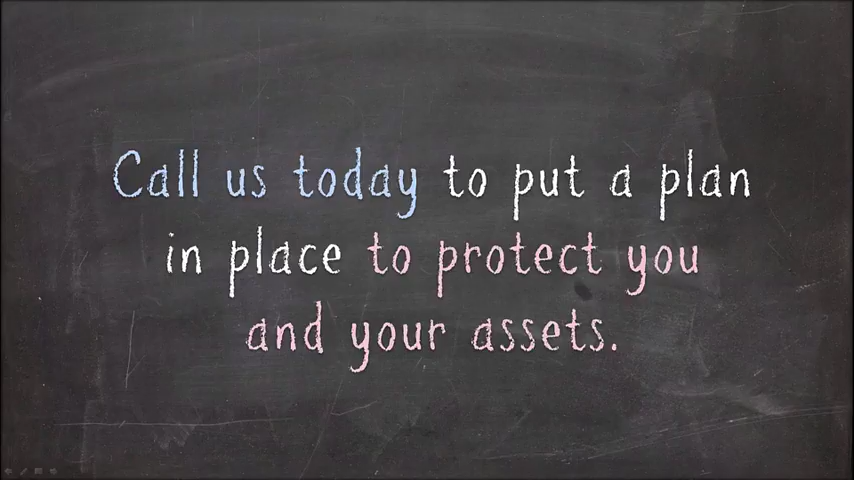 Call us today to put a plan
in place to protect you
and your assets.